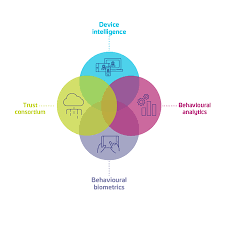 Device
intelligence
Trust
consortium
Behavioural
analytics
Behavioural
biometrics